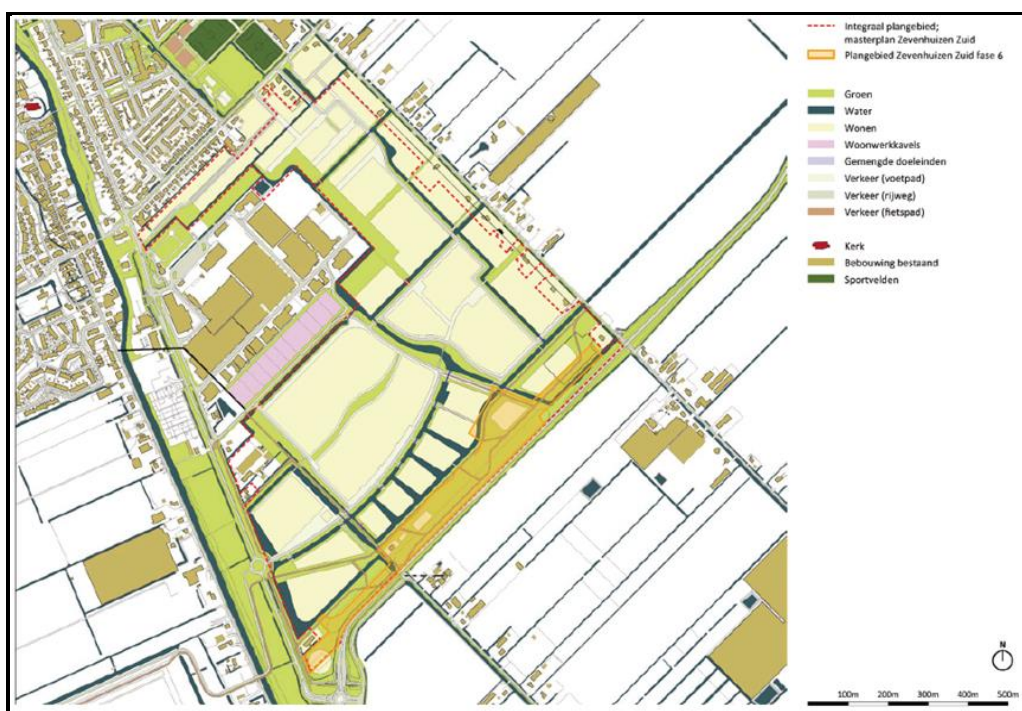 Integraal plangebied;
masterplan Zevenhuizen Zuid
Plangebied Zevenhuizen Zuid fase 6
Groen
Water
Wonen
Woonwerkkavels
Gemengde doeleinden
Verkeer (voetpad)
Verkeer (rijweg)
Verkeer (fietspad)
Kerk
Bebouwing bestaand
Sportvelden
N
100m 200m 300m 400m 500m